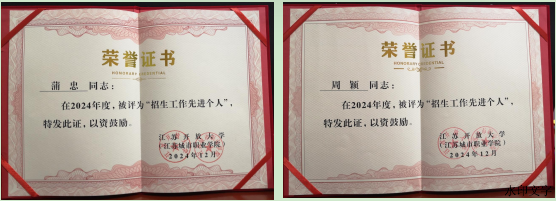 荣誉证书
HONORARY CREDENTIAL
蒲忠 同志：
在2024年度，被评为“招生工作先进个人”，
特发此证，以资鼓励。
江苏开放大学
（江苏城市职业学院）
2024年12月
荣誉证书
HONORARY CREDENTIAL
周颖 同志：
在2024年度，被评为“招生工作先进个人”，
特发此证，以资鼓励。
江苏开放大学
（江苏城市职业学院）
2024年12月
水印文字